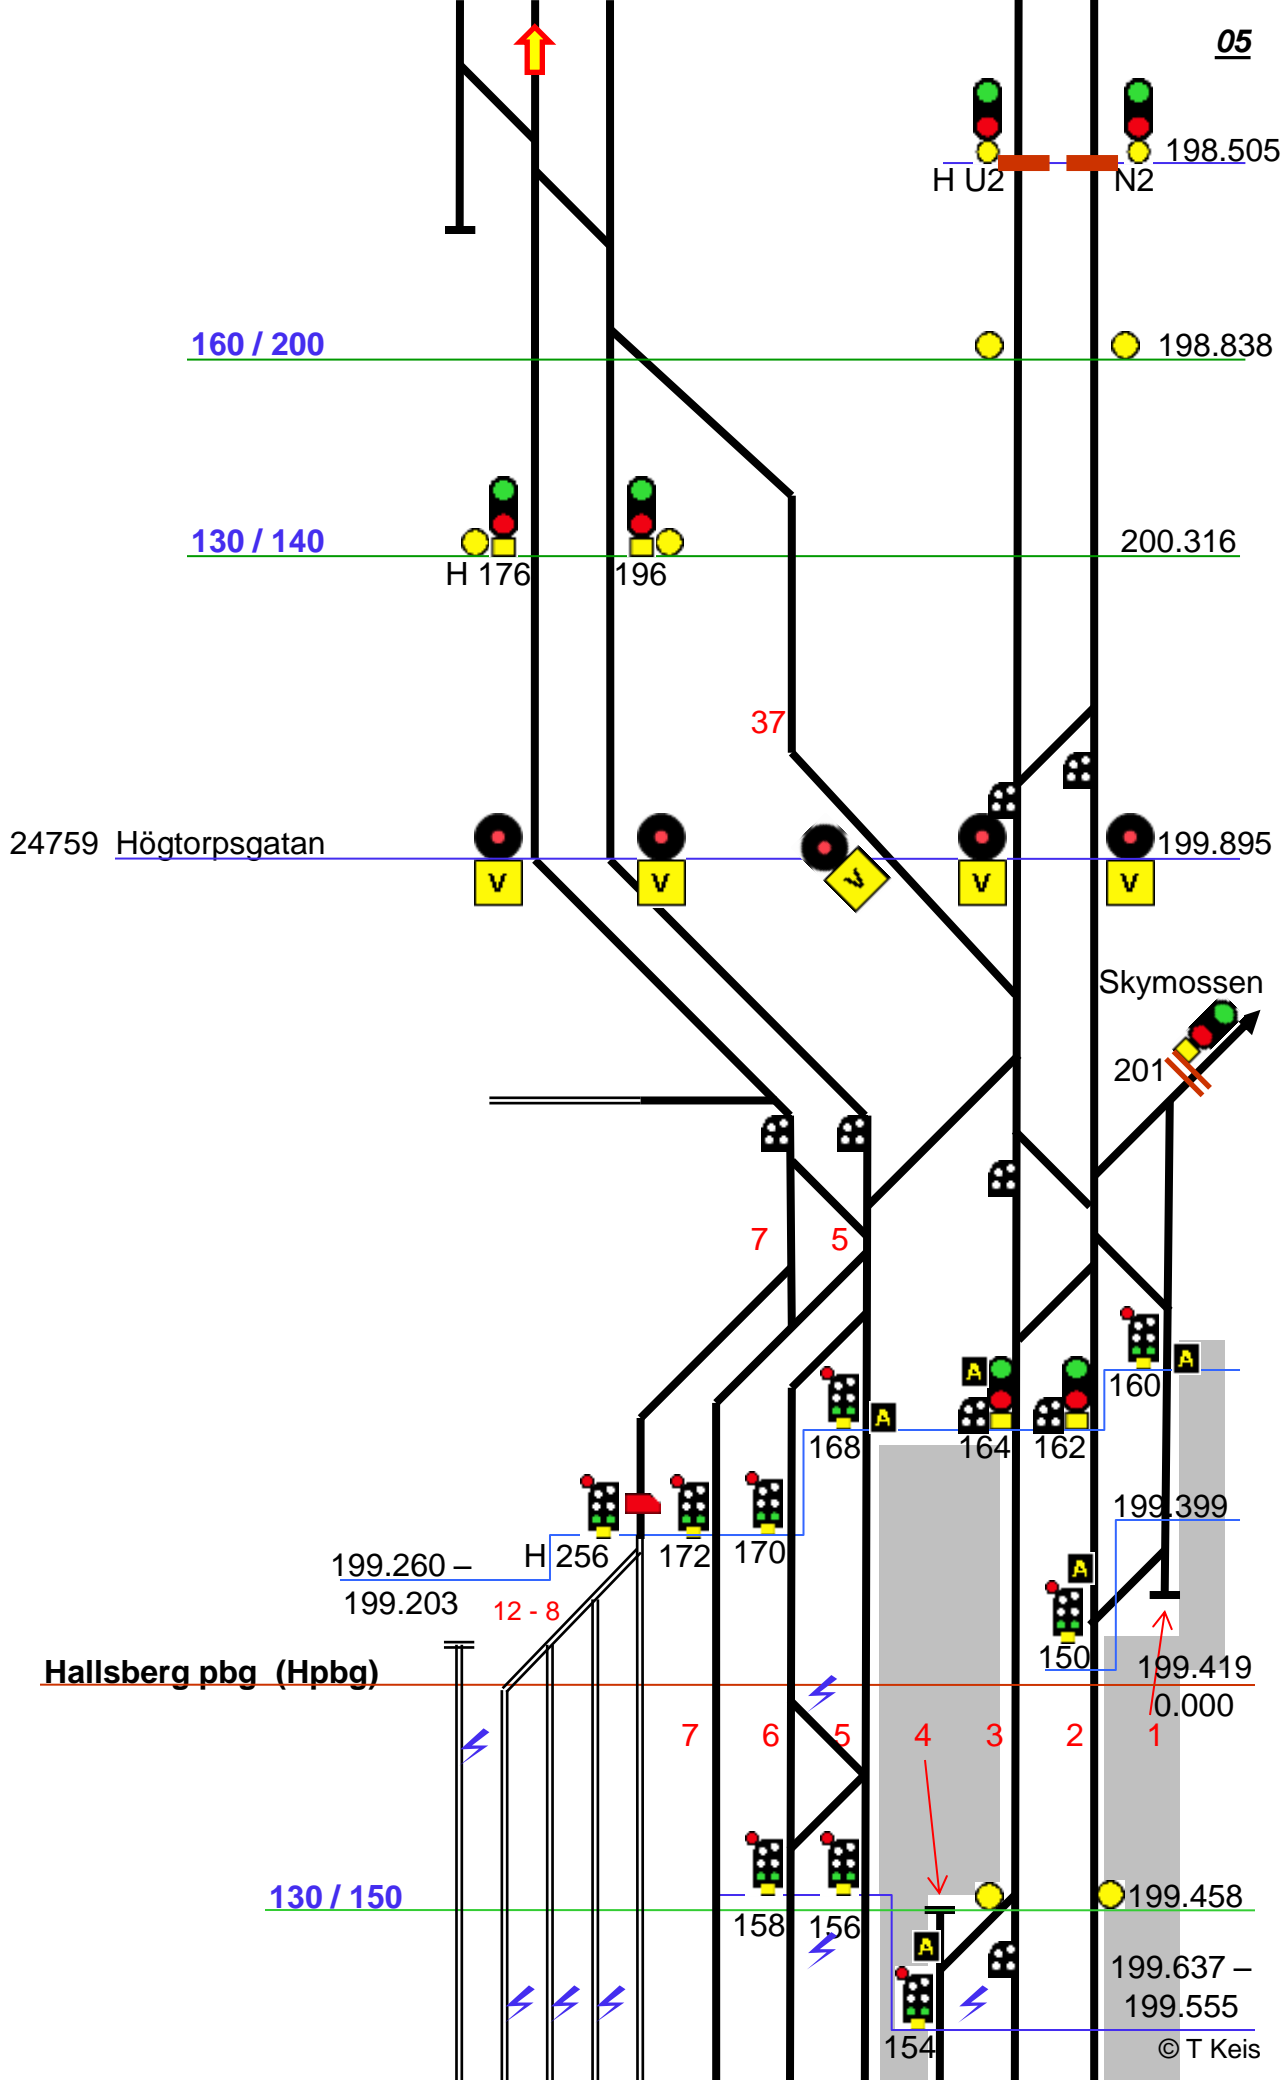 05
198.505
H U2
N2
160 / 200
198.838
130 / 140
200.316
H 176
196
37
24759 Högtorpsgatan
199.895
V V V V V
Skymossen
201
7 5
160
A
A
168
A
164 162
199.399
H 256
172
170
199.260 –
199.203
12 - 8
A
150
Hallsberg pbg (Hpbg)
199.419
0.000
7 6 5 4 3 2 1
130 / 150
199.458
158 156
A
199.637 –
199.555
154
© T Keis